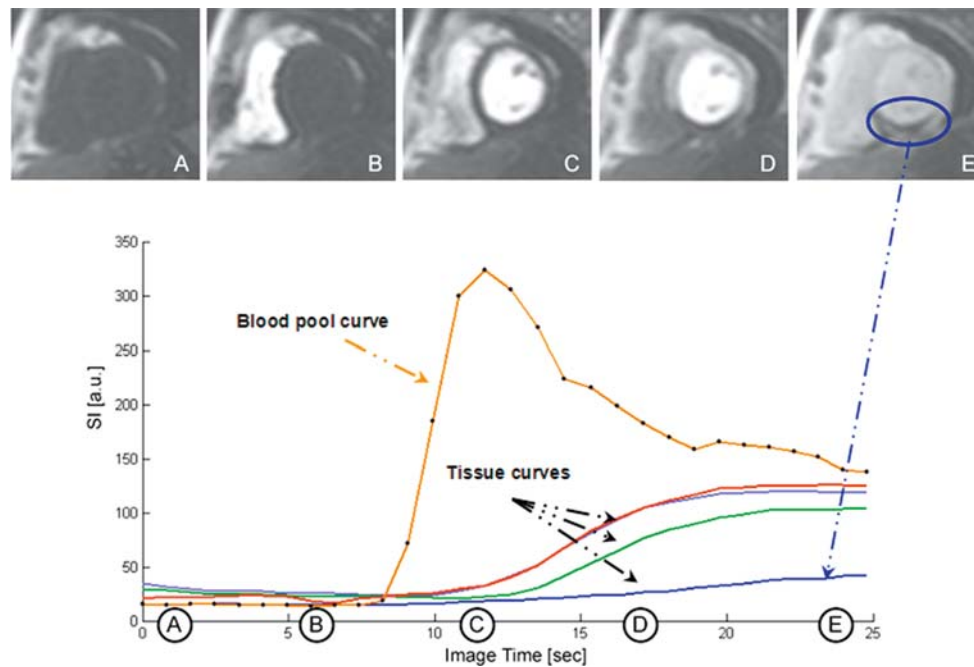 A B C D E
350
300
250
200
150
100
50
0
SI [a.u.]
Blood pool curve
Tissue curves
0 5 10 15 20 25
A B C D E
Image Time [sec]